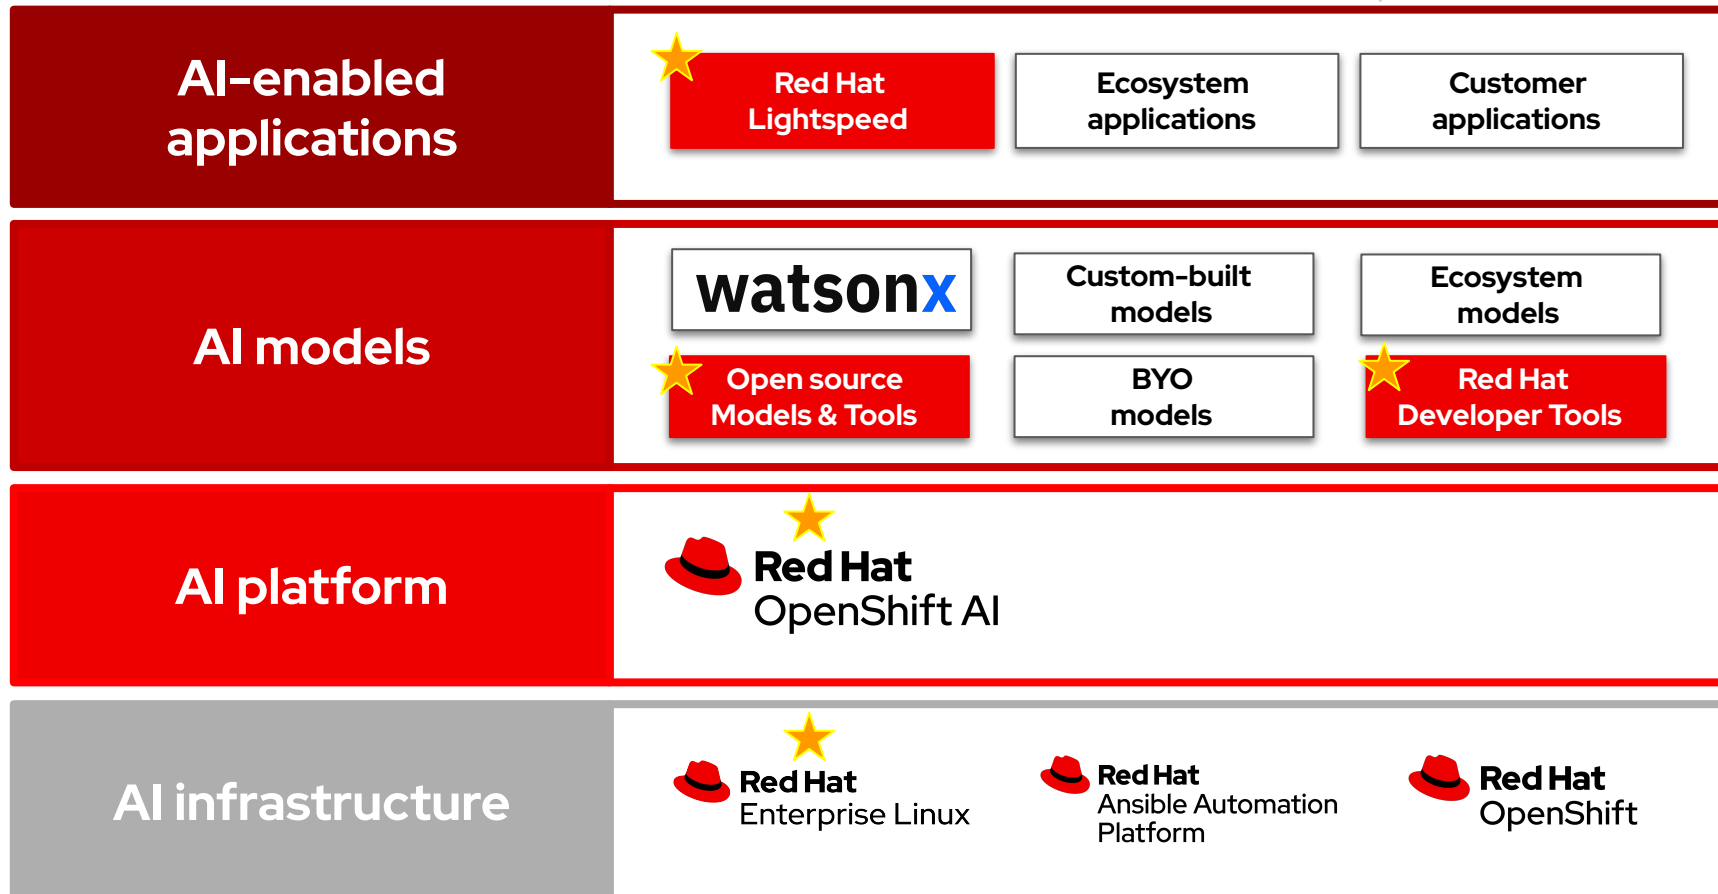 AI-enabled
applications
Red Hat
Lightspeed
Ecosystem
applications
Customer
applications
AI models
watsonx
Custom-built
models
Ecosystem
models
Open source
Models & Tools
BYO
models
Red Hat
Developer Tools
AI platform
Red Hat
OpenShift AI
AI infrastructure
Red Hat
Enterprise Linux
Red Hat
Ansible Automation
Platform
Red Hat
OpenShift